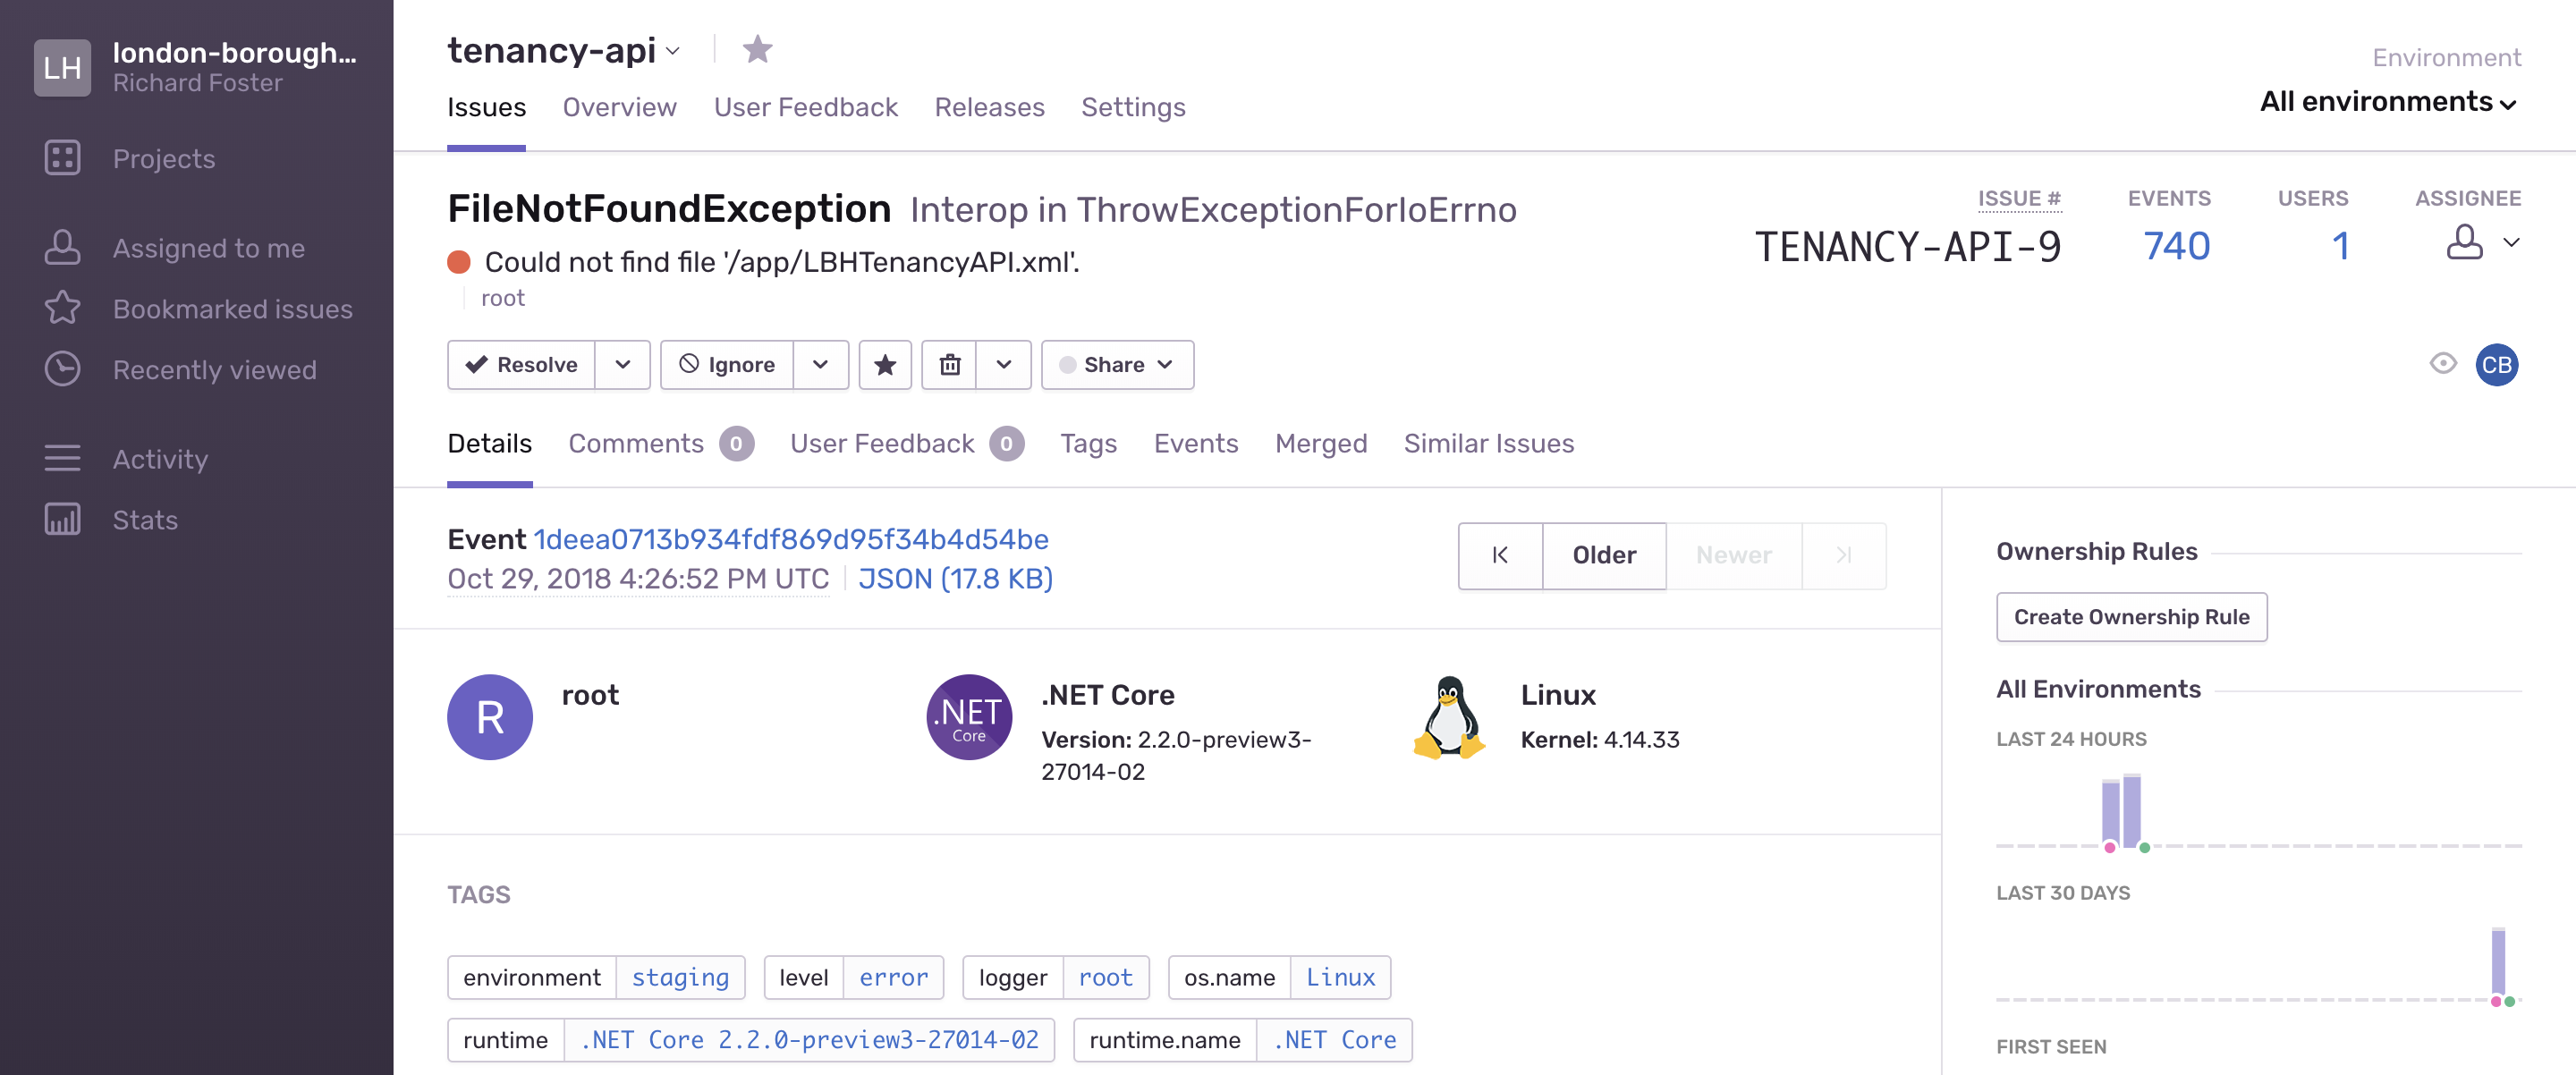 LH
london-borough...
Richard Foster
Projects
Assigned to me
Bookmarked issues
Recently viewed
Activity
Stats
tenancy-api
Issues Overview User Feedback Releases Settings
Environment
All environments
FileNotFoundException Interop in ThrowExceptionForIoErrno
Could not find file '/app/LBHTenancyAPI.xml'.
root
ISSUE # EVENTS USERS ASSIGNEE
TENANCY-API-9 740 1
Resolve Ignore Share
CB
Details Comments 0 User Feedback 0 Tags Events Merged Similar Issues
Event 1deea0713b934fdf869d95f34b4d54be
Oct 29, 2018 4:26:52 PM UTC JSON (17.8 KB)
Older Newer
R
root
.NET
Core
.NET Core
Version: 2.2.0-preview3-
27014-02
Linux
Kernel: 4.14.33
TAGS
environment staging level error logger root os.name Linux
runtime .NET Core 2.2.0-preview3-27014-02 runtime.name .NET Core
Ownership Rules
Create Ownership Rule
All Environments
LAST 24 HOURS
LAST 30 DAYS
FIRST SEEN